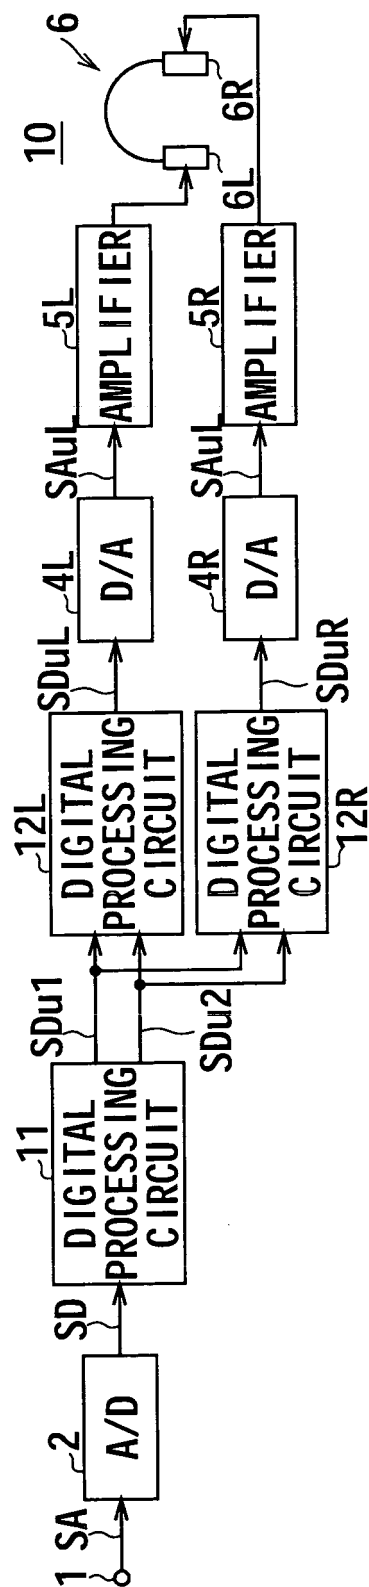 10
6
1
SA
2
A/D
SD
11
DIGITAL
PROCESSING
CIRCUIT
SDu1
SDu2
12L
DIGITAL
PROCESSING
CIRCUIT
SDuL
4L
D/A
SAuL
5L
AMPLIFIER
6L
6R
12R
DIGITAL
PROCESSING
CIRCUIT
SDuR
4R
D/A
SAuL
5R
AMPLIFIER